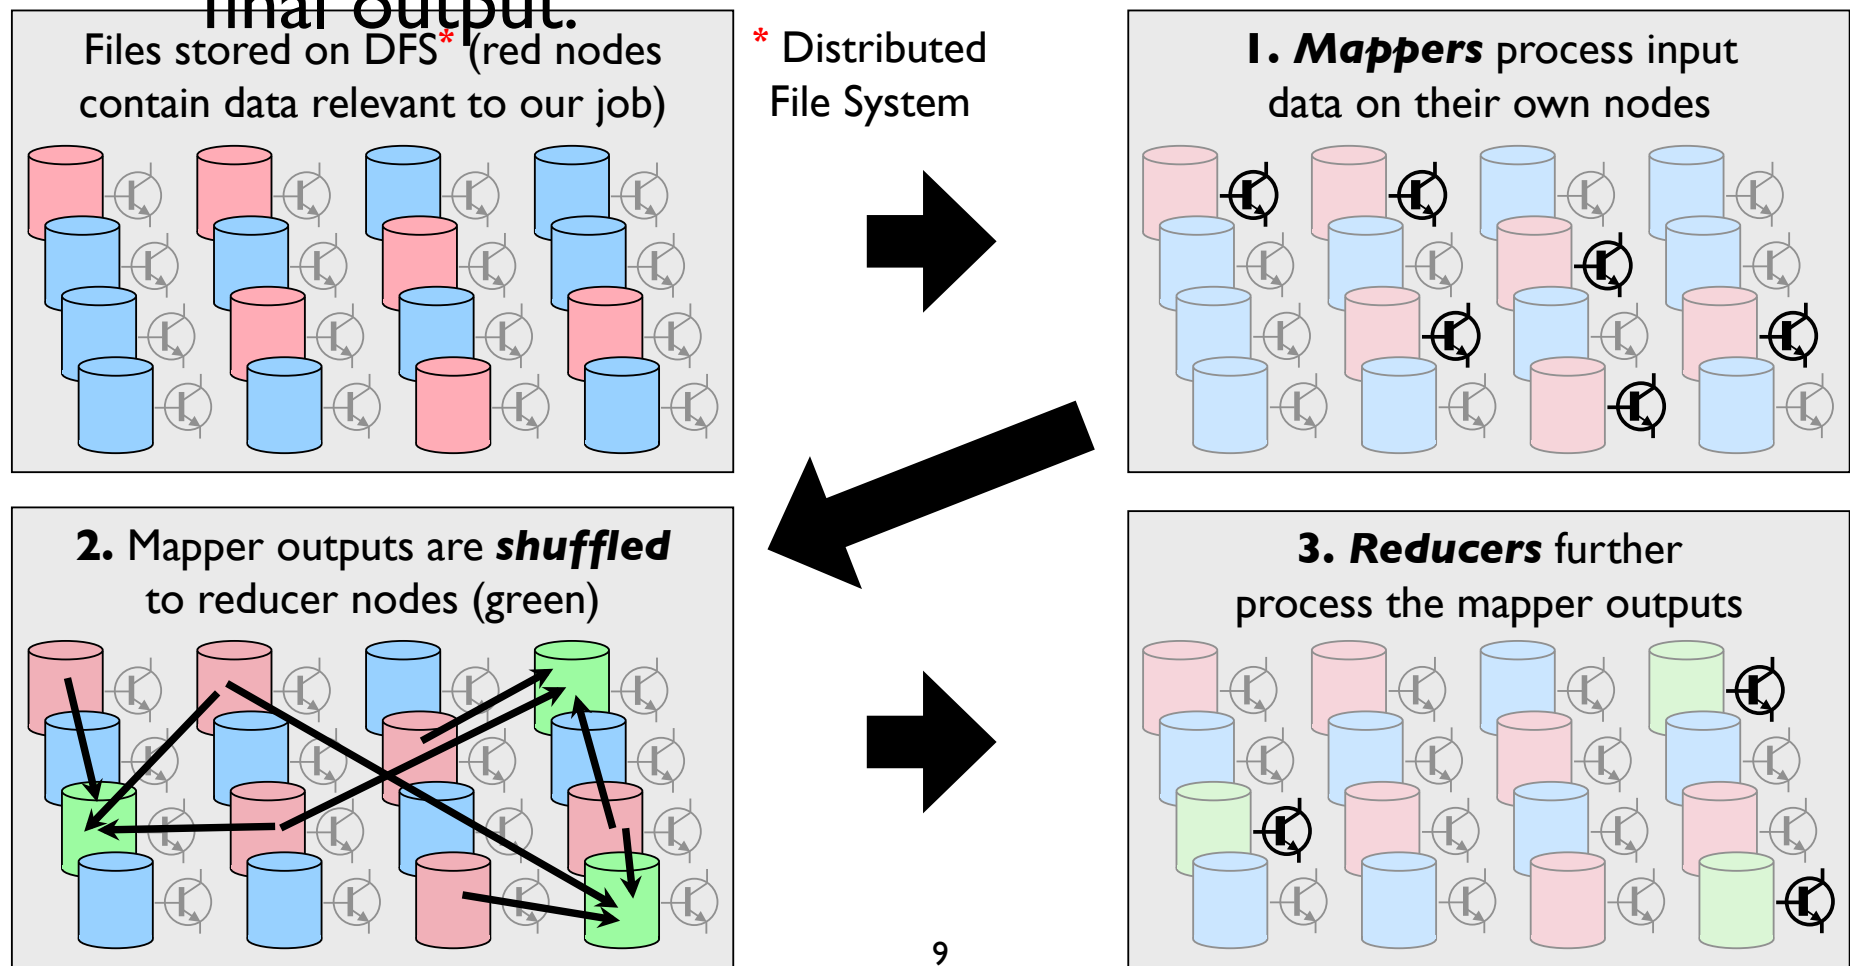 final output.
Files stored on DFS* (red nodes
contain data relevant to our job)
* Distributed
File System
1. Mappers process input
data on their own nodes
2. Mapper outputs are shuffled
to reducer nodes (green)
3. Reducers further
process the mapper outputs
9